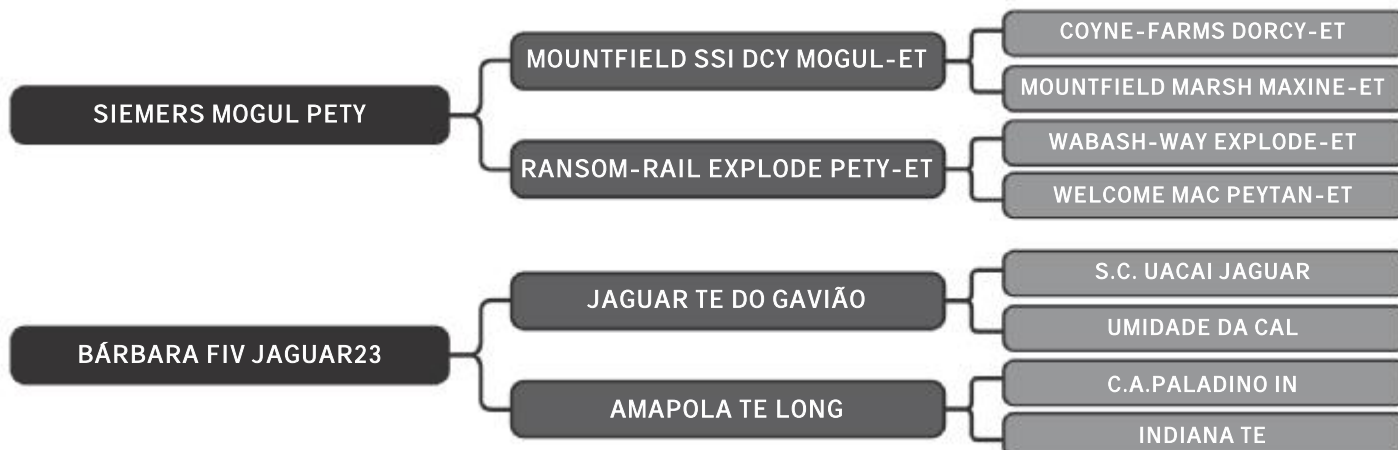 SIEMERS MOGUL PETY
MOUNTFIELD SSI DCY MOGUL-ET
COYNE-FARMS DORCY-ET
MOUNTFIELD MARSH MAXINE-ET
RANSOM-RAIL EXPLODE PETY-ET
WABASH-WAY EXPLODE-ET
WELCOME MAC PEYTAN-ET
BÁRBARA FIV JAGUAR23
JAGUAR TE DO GAVIÃO
S.C. UACAI JAGUAR
UMIDADE DA CAL
AMAPOLA TE LONG
C.A.PALADINO IN
INDIANA TE